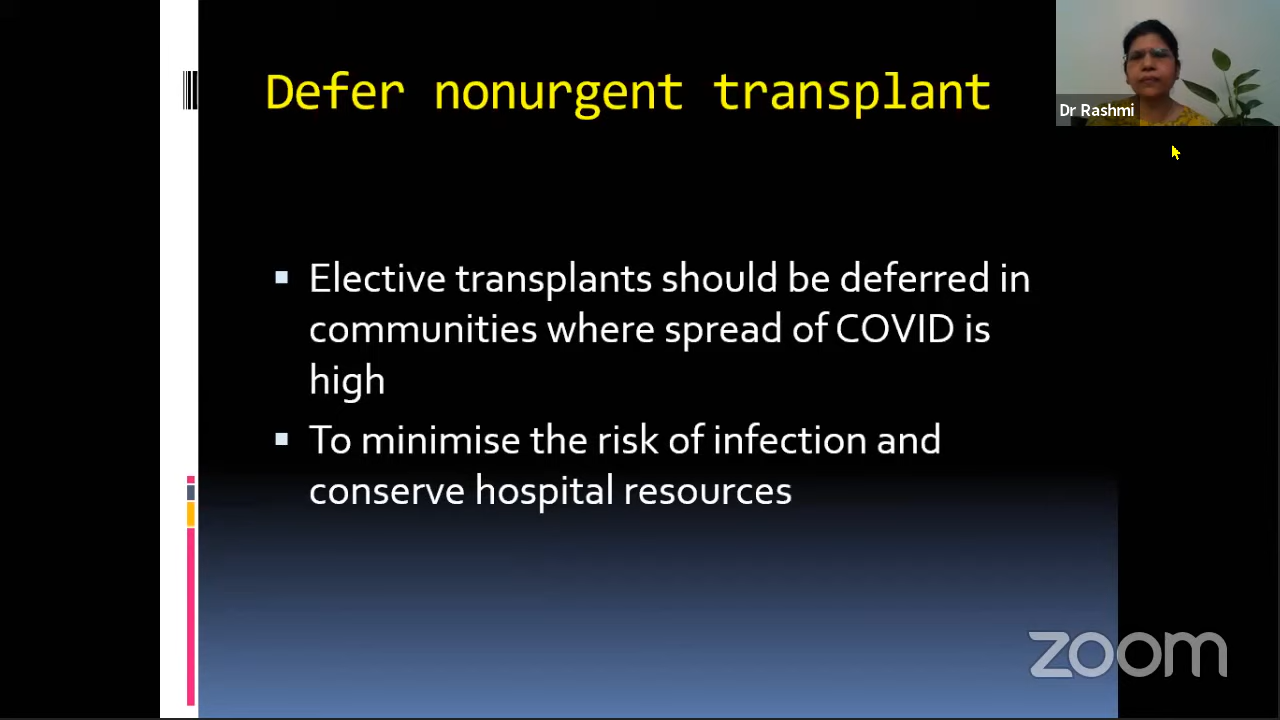 Defer nonurgent transplant
Dr Rashmi
Elective transplants should be deferred in
communities where spread of COVID is
high
To minimise the risk of infection and
conserve hospital resources
zoom